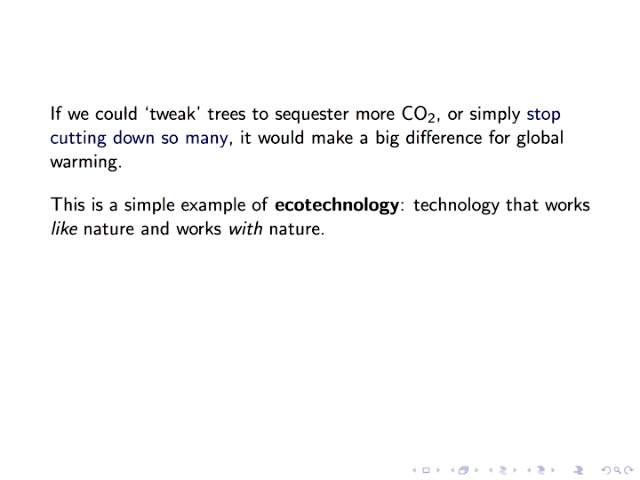 If we could ‘tweak’ trees to sequester more CO₂, or simply stop
cutting down so many, it would make a big difference for global
warming.
This is a simple example of ecotechnology: technology that works
like nature and works with nature.